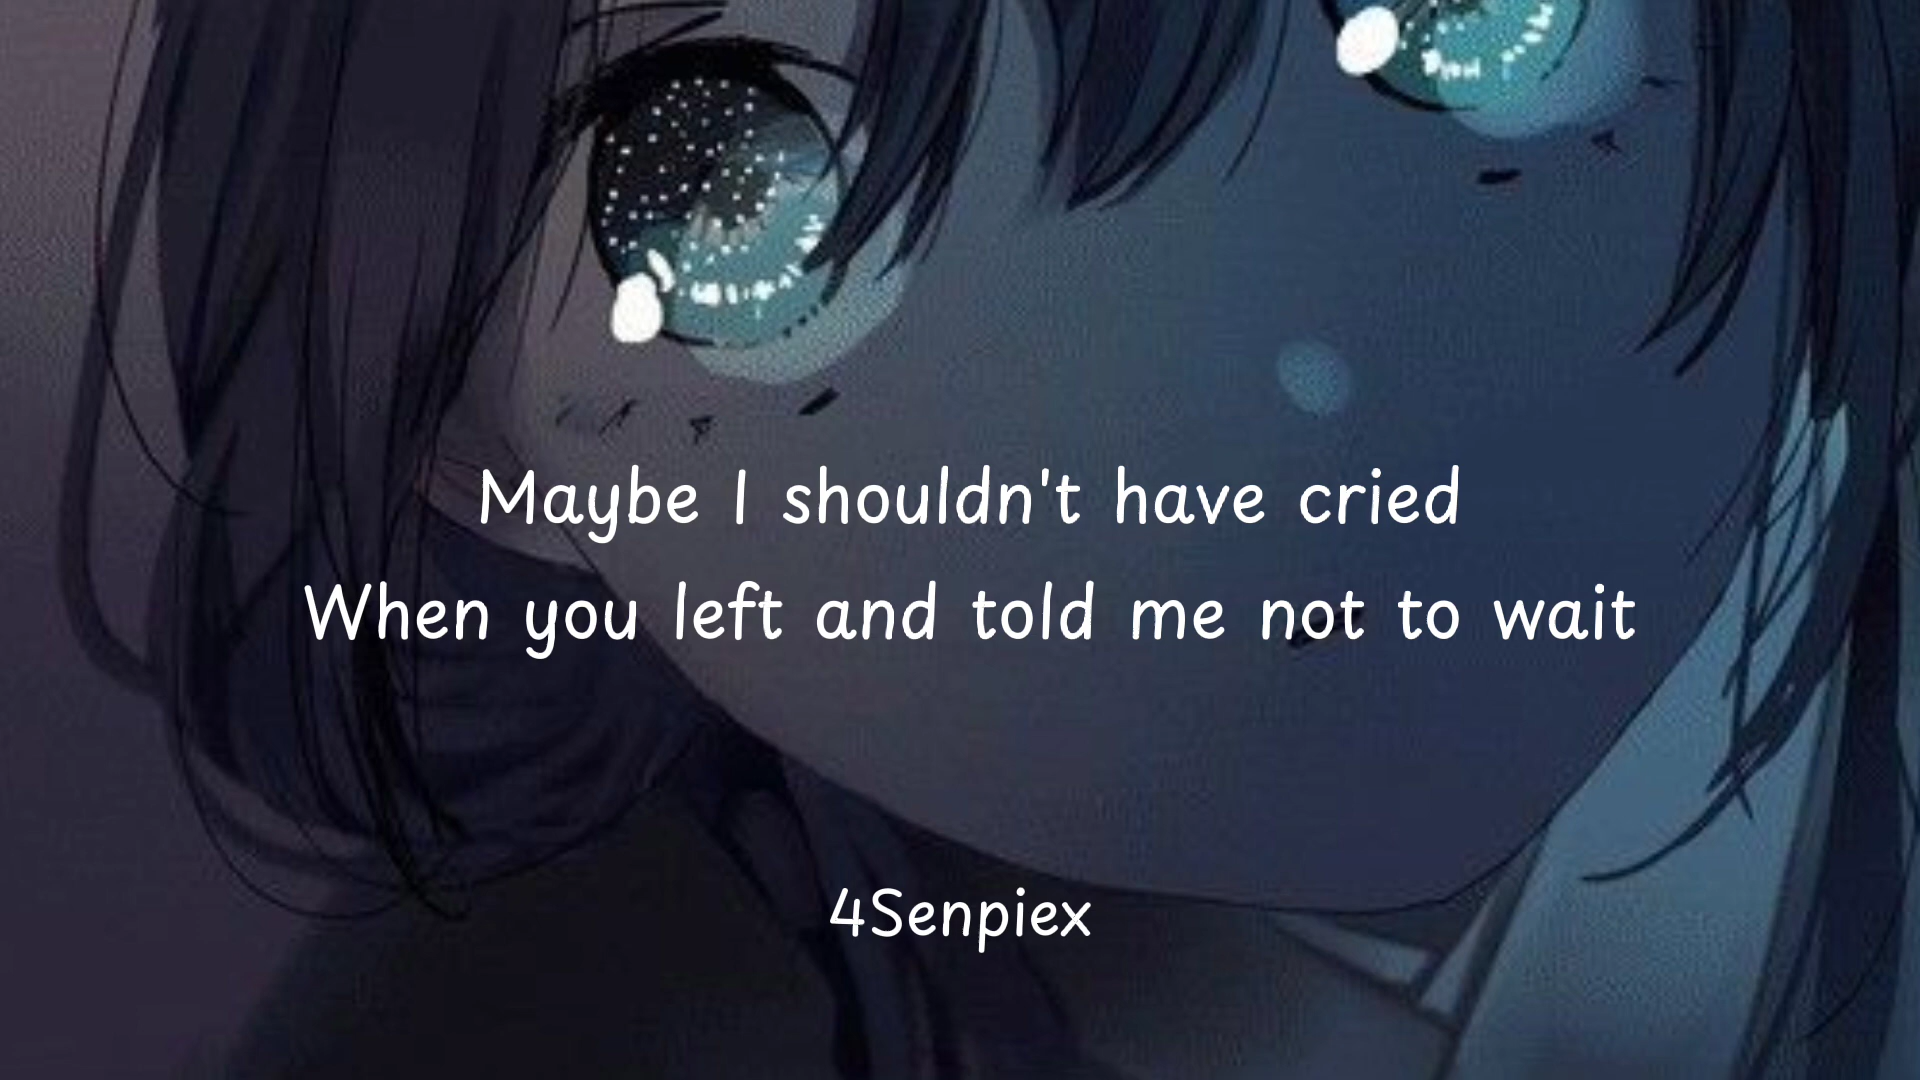 Maybe I shouldn't have cried
When you left and told me not to wait
4Senpiex